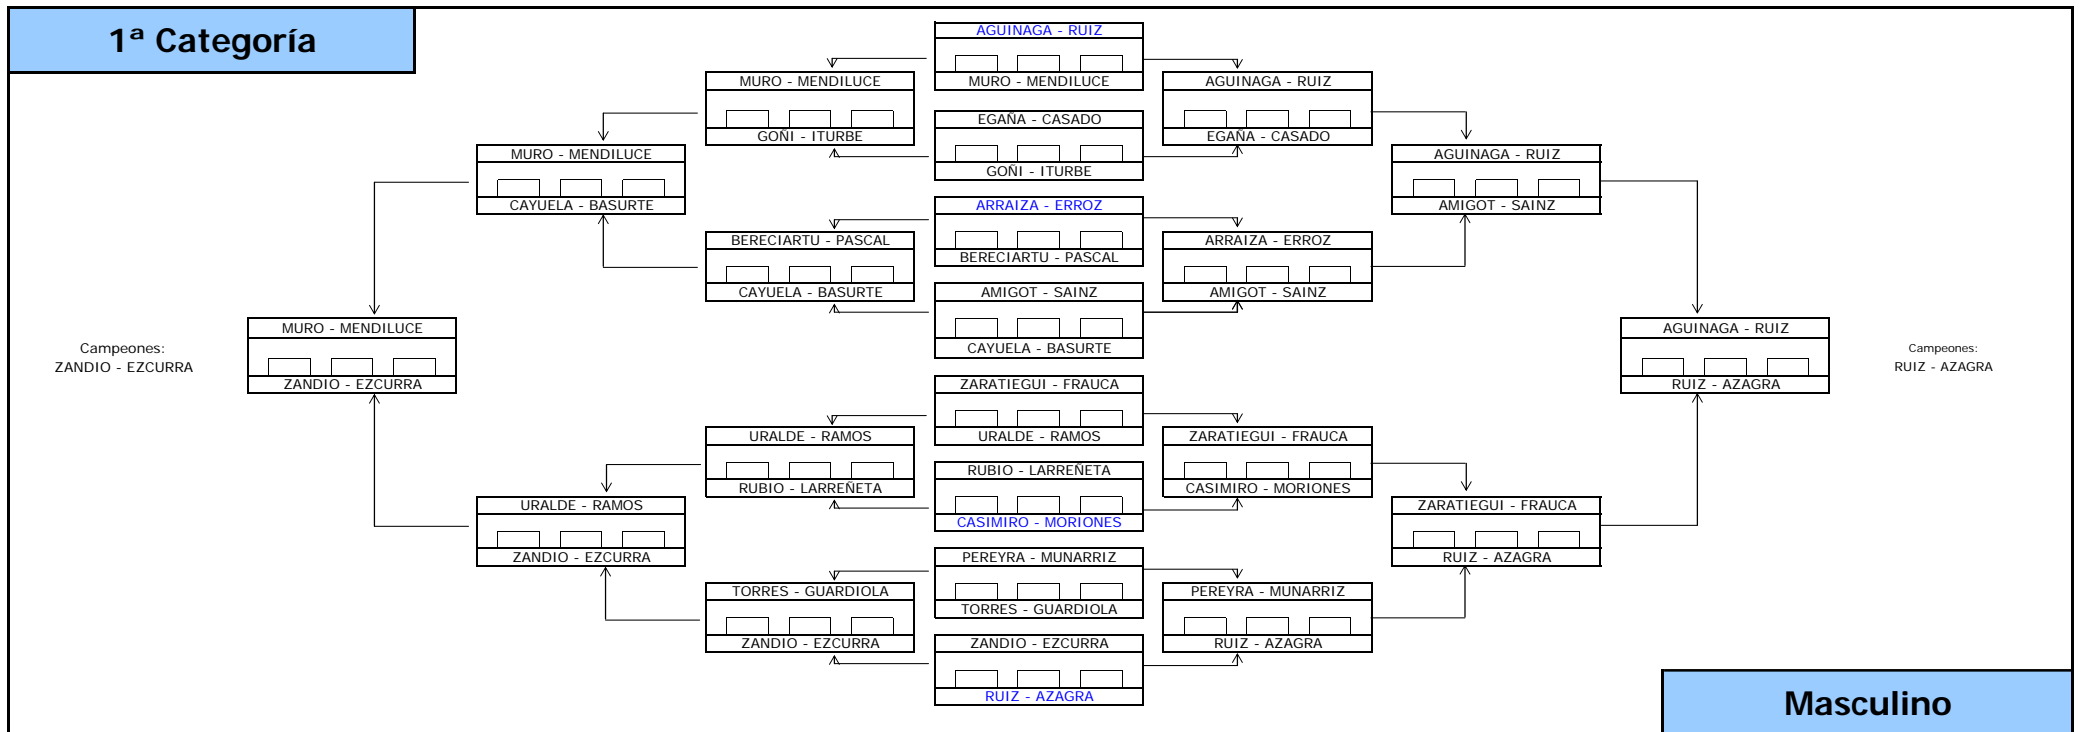 1ª Categoría
AGUINAGA - RUIZ
MURO - MENDILUCE
EGAÑA - CASADO
GOÑI - ITURBE
ARRAIZA - ERROZ
BERECIARTU - PASCAL
AMIGOT - SAINZ
CAYUELA - BASURTE
ZARATIEGUI - FRAUCA
URALDE - RAMOS
RUBIO - LARREÑETA
CASIMIRO - MORIONES
PEREYRA - MUNARRIZ
TORRES - GUARDIOLA
ZANDIO - EZCURRA
RUIZ - AZAGRA
MURO - MENDILUCE
GOÑI - ITURBE
BERECIARTU - PASCAL
CAYUELA - BASURTE
URALDE - RAMOS
RUBIO - LARREÑETA
TORRES - GUARDIOLA
ZANDIO - EZCURRA
MURO - MENDILUCE
CAYUELA - BASURTE
URALDE - RAMOS
ZANDIO - EZCURRA
MURO - MENDILUCE
ZANDIO - EZCURRA
Campeones:
ZANDIO - EZCURRA
AGUINAGA - RUIZ
EGAÑA - CASADO
ARRAIZA - ERROZ
AMIGOT - SAINZ
ZARATIEGUI - FRAUCA
CASIMIRO - MORIONES
PEREYRA - MUNARRIZ
RUIZ - AZAGRA
AGUINAGA - RUIZ
AMIGOT - SAINZ
ZARATIEGUI - FRAUCA
RUIZ - AZAGRA
AGUINAGA - RUIZ
RUIZ - AZAGRA
Campeones:
RUIZ - AZAGRA
Masculino